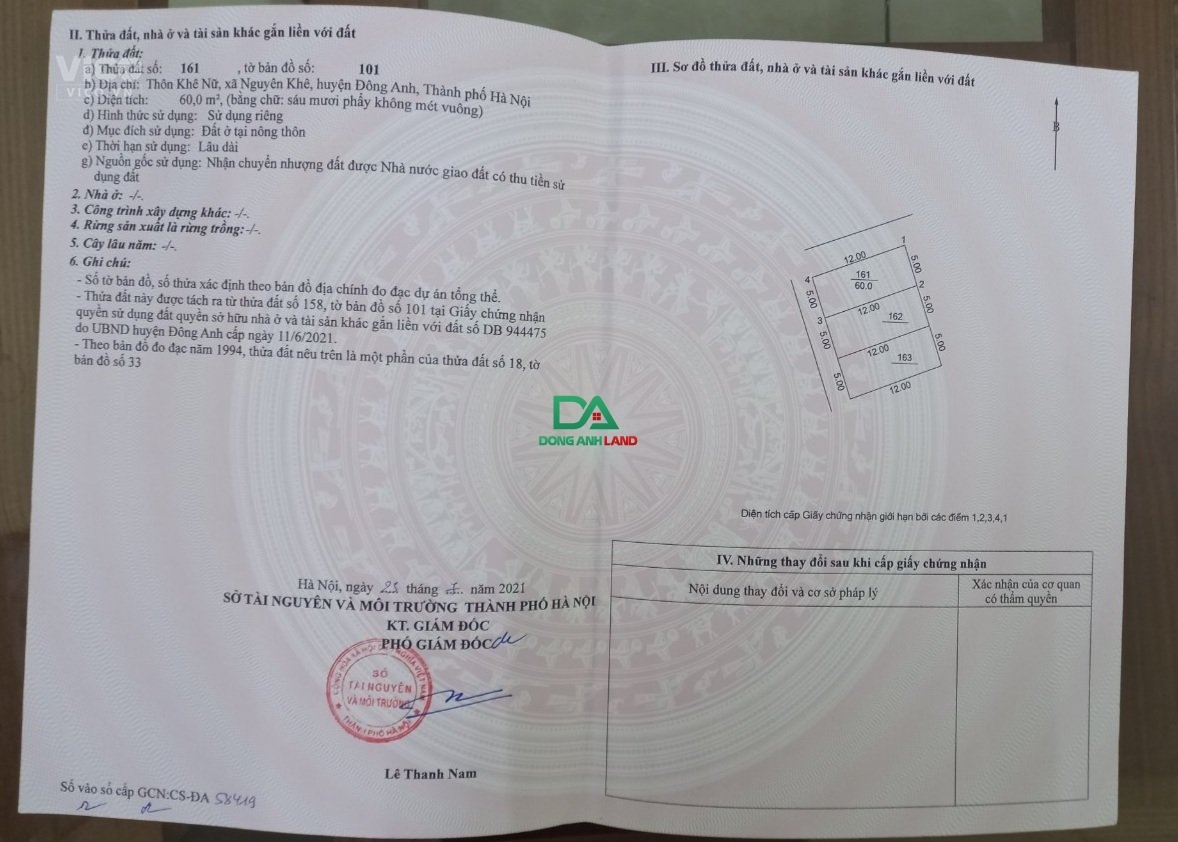 II. Thửa đất, nhà ở và tài sản khác gắn liền với đất
1. Thửa đất:
a) Thửa đất số: 161 , tờ bản đồ số: 101
b) Địa chỉ: Thôn Khê Nữ, xã Nguyên Khê, huyện Đông Anh, Thành phố Hà Nội
c) Diện tích: 60,0 m², (bằng chữ: sáu mươi phẩy không mét vuông)
d) Hình thức sử dụng: Sử dụng riêng
đ) Mục đích sử dụng: Đất ở tại nông thôn
e) Thời hạn sử dụng: Lâu dài
g) Nguồn gốc sử dụng: Nhận chuyển nhượng đất được Nhà nước giao đất có thu tiền sử
dụng đất
2. Nhà ở: -/-.
3. Công trình xây dựng khác: -/-.
4. Rừng sản xuất là rừng trồng: -/-.
5. Cây lâu năm: -/-.
6. Ghi chú:
- Số tờ bản đồ, số thửa xác định theo bản đồ địa chính đo đạc dự án tổng thể.
- Thửa đất này được tách ra từ thửa đất số 158, tờ bản đồ số 101 tại Giấy chứng nhận
quyền sử dụng đất quyền sở hữu nhà ở và tài sản khác gắn liền với đất số DB 944475
do UBND huyện Đông Anh cấp ngày 11/6/2021.
- Theo bản đồ đo đạc năm 1994, thửa đất nêu trên là một phần của thửa đất số 18, tờ
bản đồ số 33
Hà Nội, ngày 25 tháng năm 2021
SỞ TÀI NGUYÊN VÀ MÔI TRƯỜNG THÀNH PHỐ HÀ NỘI
KT. GIÁM ĐỐC
PHÓ GIÁM ĐỐC
SỞ
TÀI NGUYÊN
VÀ MÔI TRƯỜNG
THÀNH PHỐ HÀ NỘI
Lê Thanh Nam
Số vào sổ cấp GCN:CS-ĐA 58419
DA
DONG ANH LAND
III. Sơ đồ thửa đất, nhà ở và tài sản khác gắn liền với đất
B
1
12.00
5.00
4
161
60.0
2
5.00
12.00
5.00
3
162
5.00
5.00
12.00
163
5.00
12.00
Diện tích cấp Giấy chứng nhận giới hạn bởi các điểm 1,2,3,4,1
IV. Những thay đổi sau khi cấp giấy chứng nhận
Nội dung thay đổi và cơ sở pháp lý
Xác nhận của cơ quan
có thẩm quyền